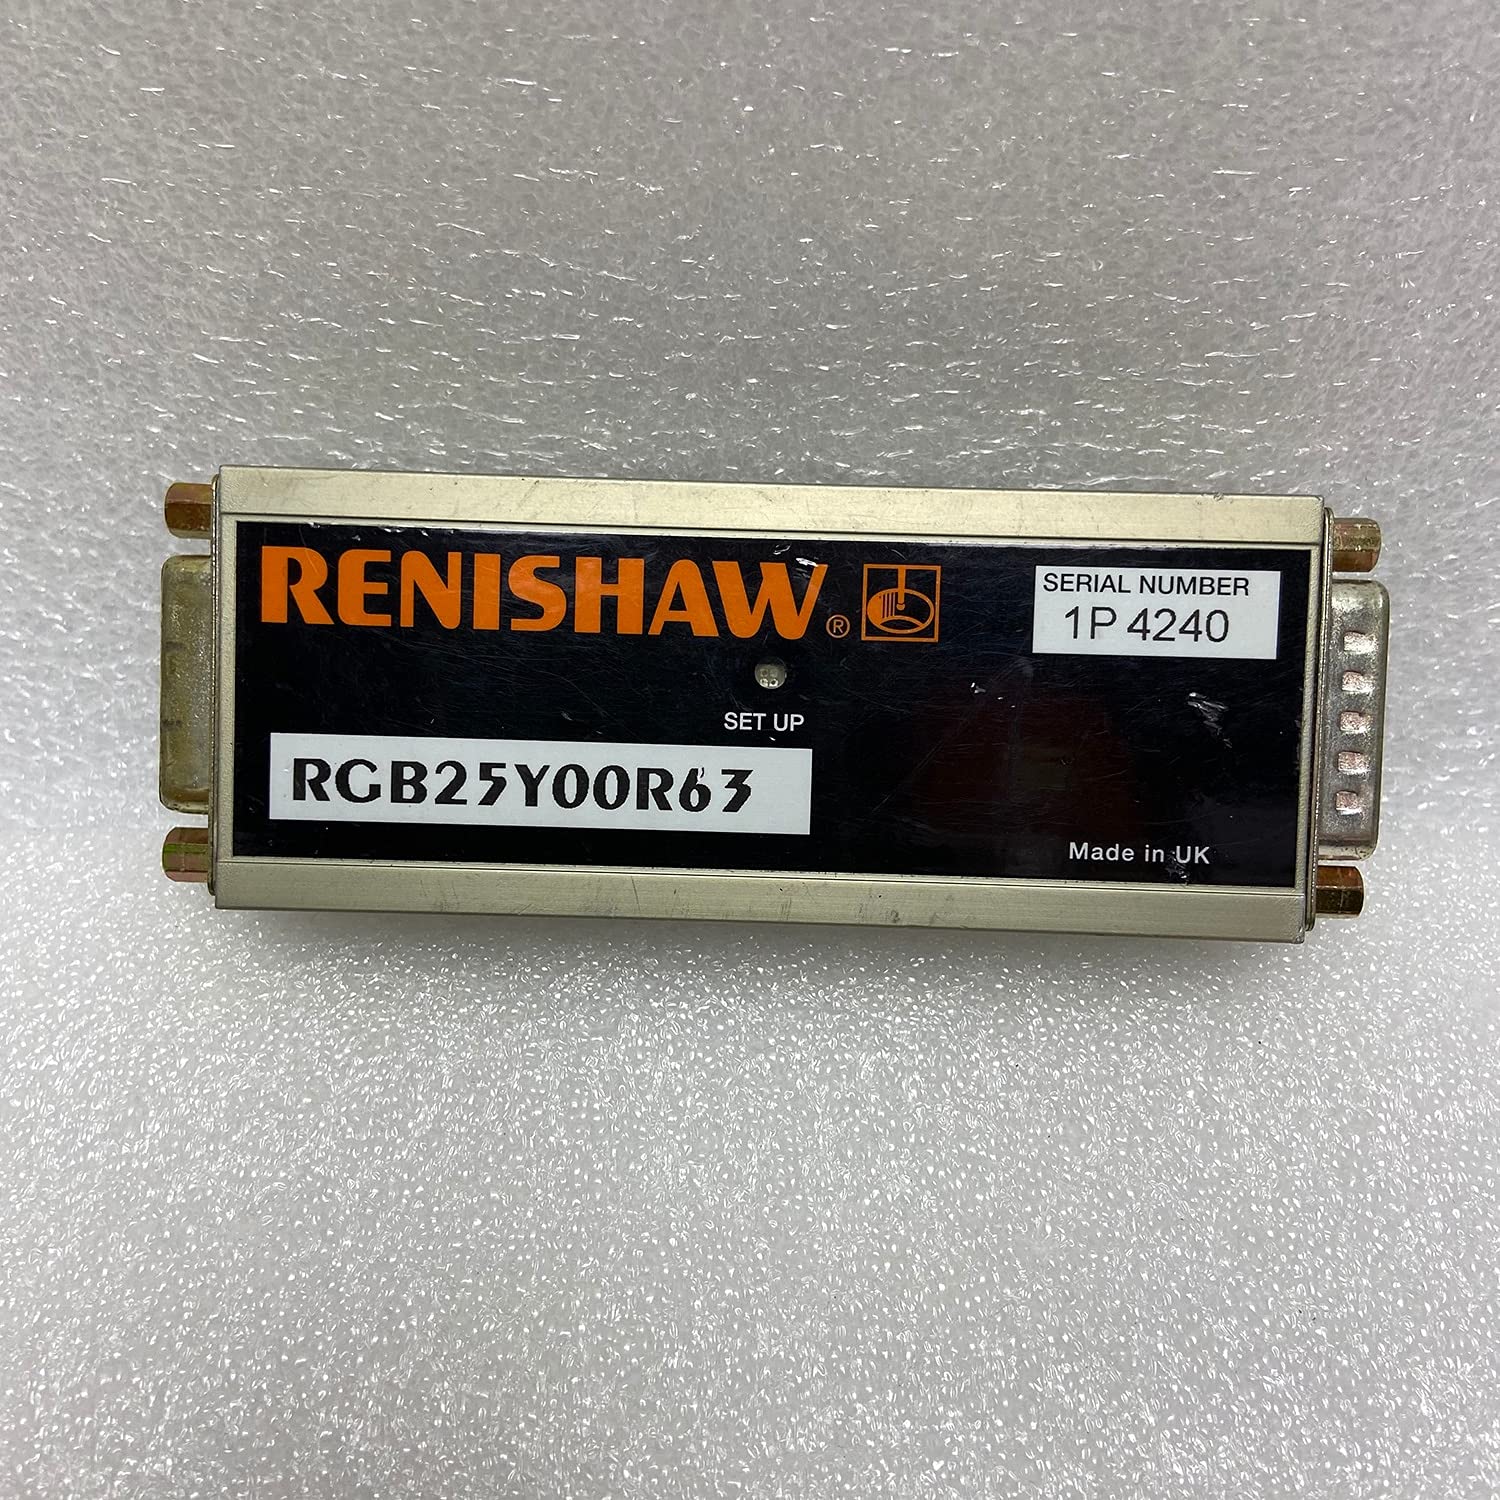 RENISHAW®
SERIAL NUMBER
1P 4240
SET UP
RGB25Y00R63
Made in UK